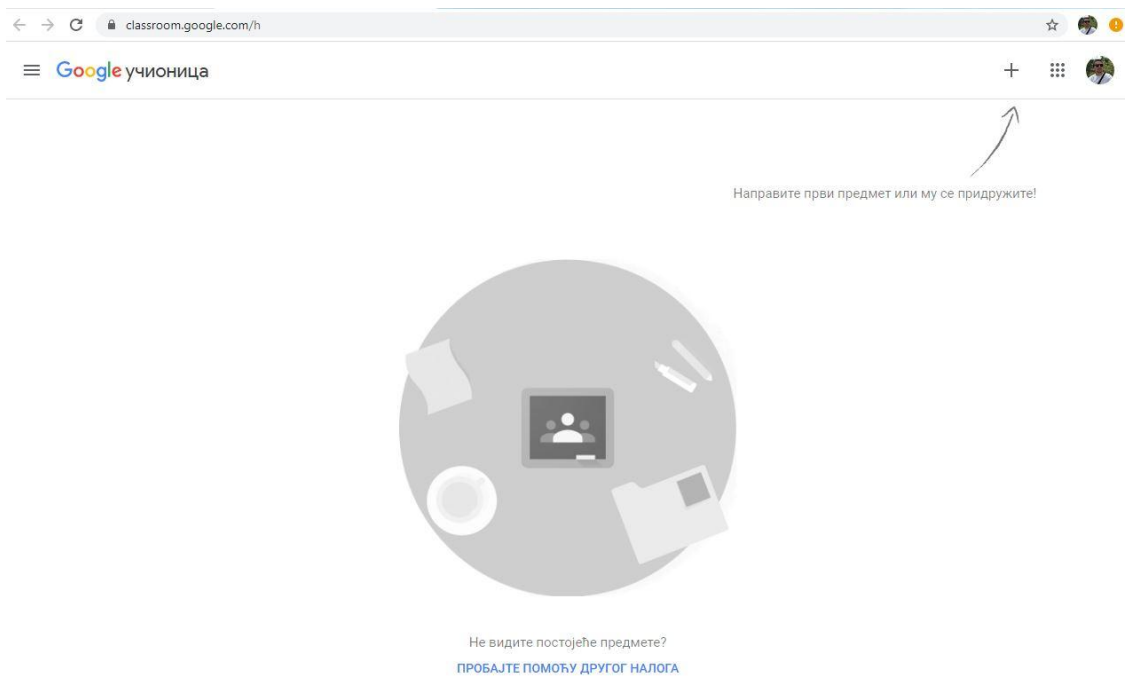 classroom.google.com/h
Google учионица
Направите први предмет или му се придружите!
Не видите постојеће предмете?
ПРОБАЈТЕ ПОМОЋУ ДРУГОГ НАЛОГА